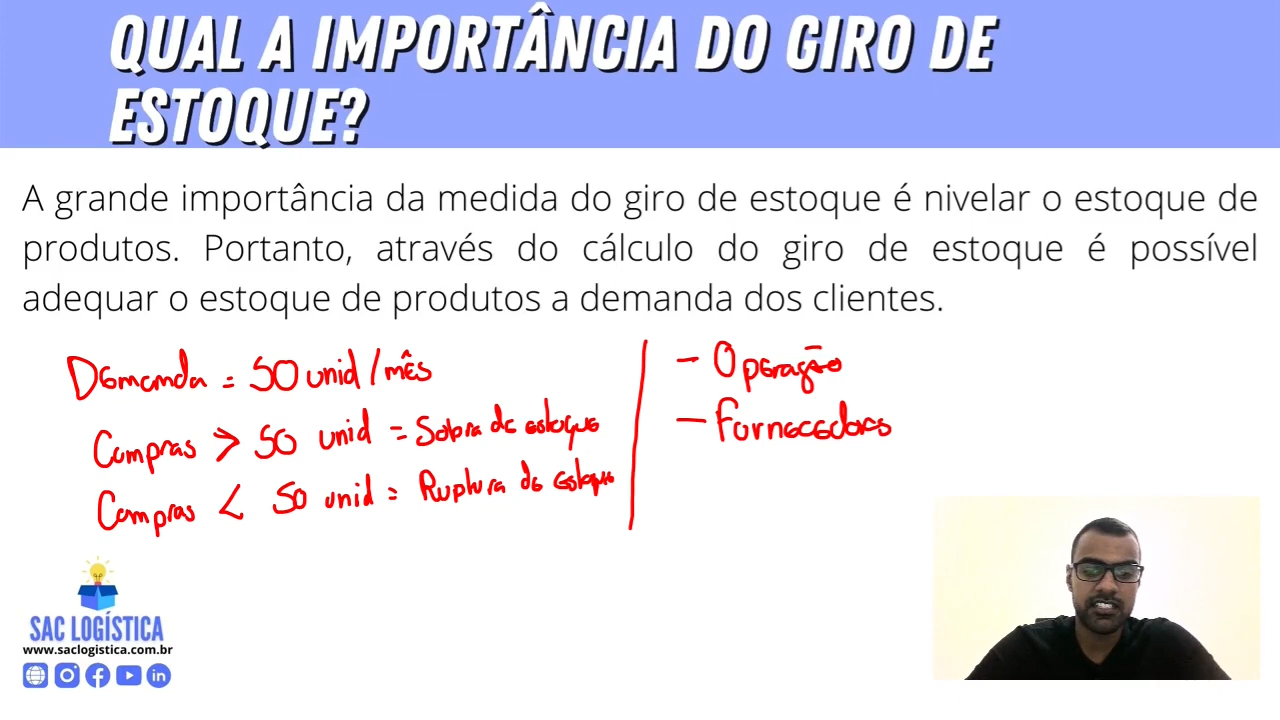 QUAL A IMPORTÂNCIA DO GIRO DE
ESTOQUE?
A grande importância da medida do giro de estoque é nivelar o estoque de
produtos. Portanto, através do cálculo do giro de estoque é possível
adequar o estoque de produtos a demanda dos clientes.
Demanda = 50 unid/mês
Compras > 50 unid = Sobra de estoque
Compras < 50 unid = Ruptura de estoque
- Operação
- Fornecedores
SAC LOGÍSTICA
www.saclogistica.com.br